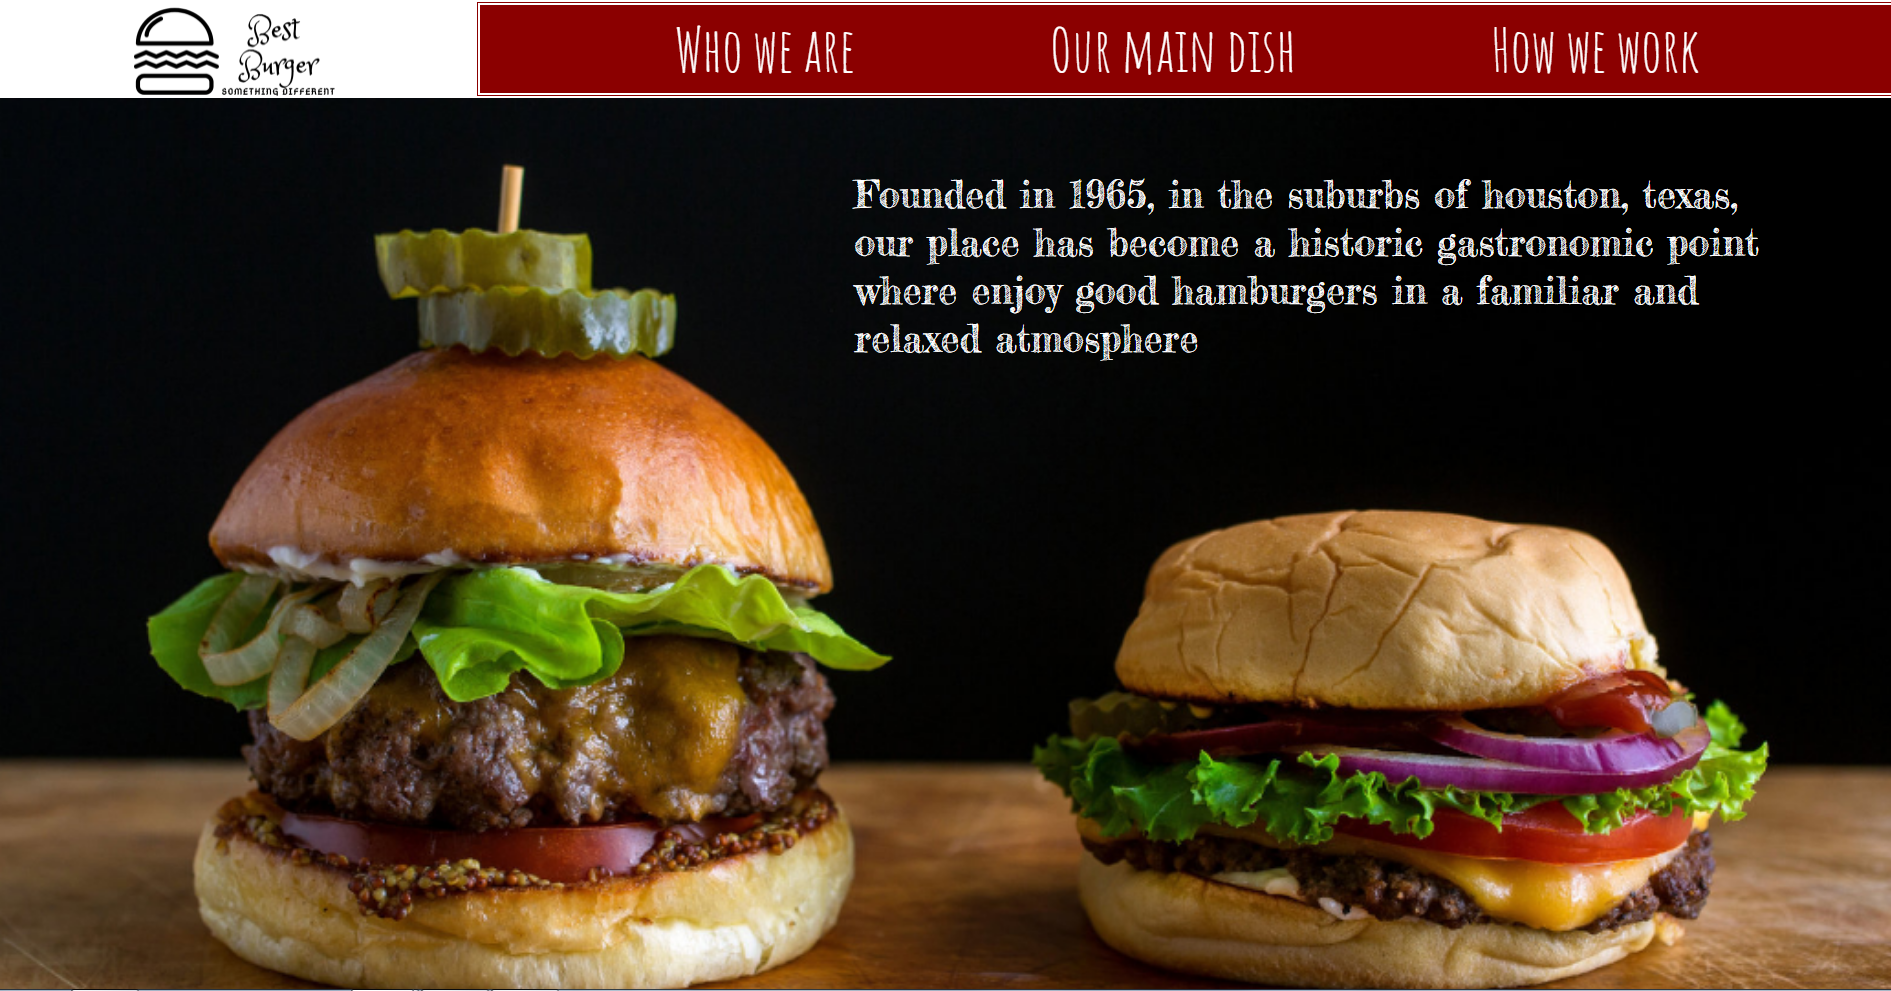 Best
Burger
SOMETHING DIFFERENT
Who we are
Our main dish
How we work
Founded in 1965, in the suburbs of houston, texas,
our place has become a historic gastronomic point
where enjoy good hamburgers in a familiar and
relaxed atmosphere